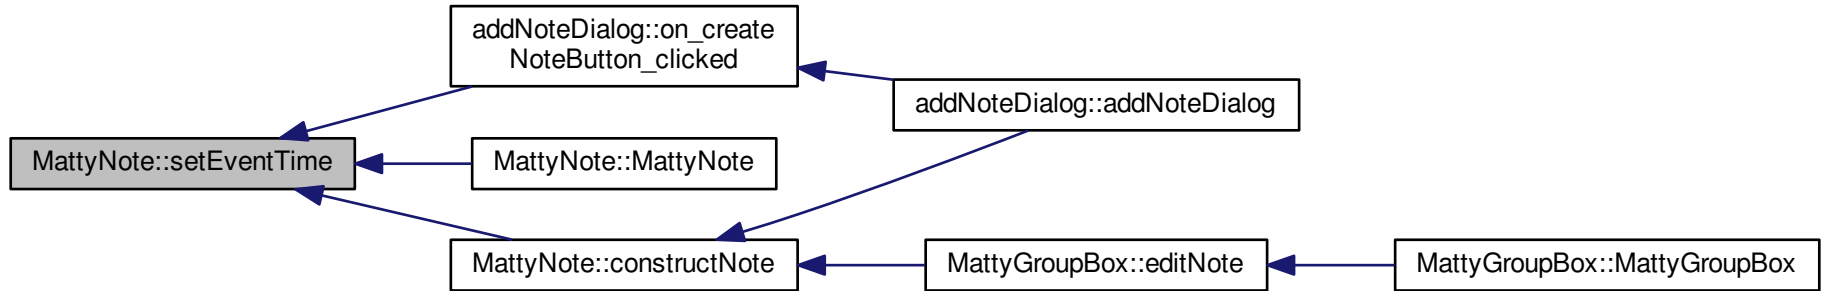 addNoteDialog::on_create
NoteButton_clicked
addNoteDialog::addNoteDialog
MattyNote::setEventTime
MattyNote::MattyNote
MattyNote::constructNote
MattyGroupBox::editNote
MattyGroupBox::MattyGroupBox